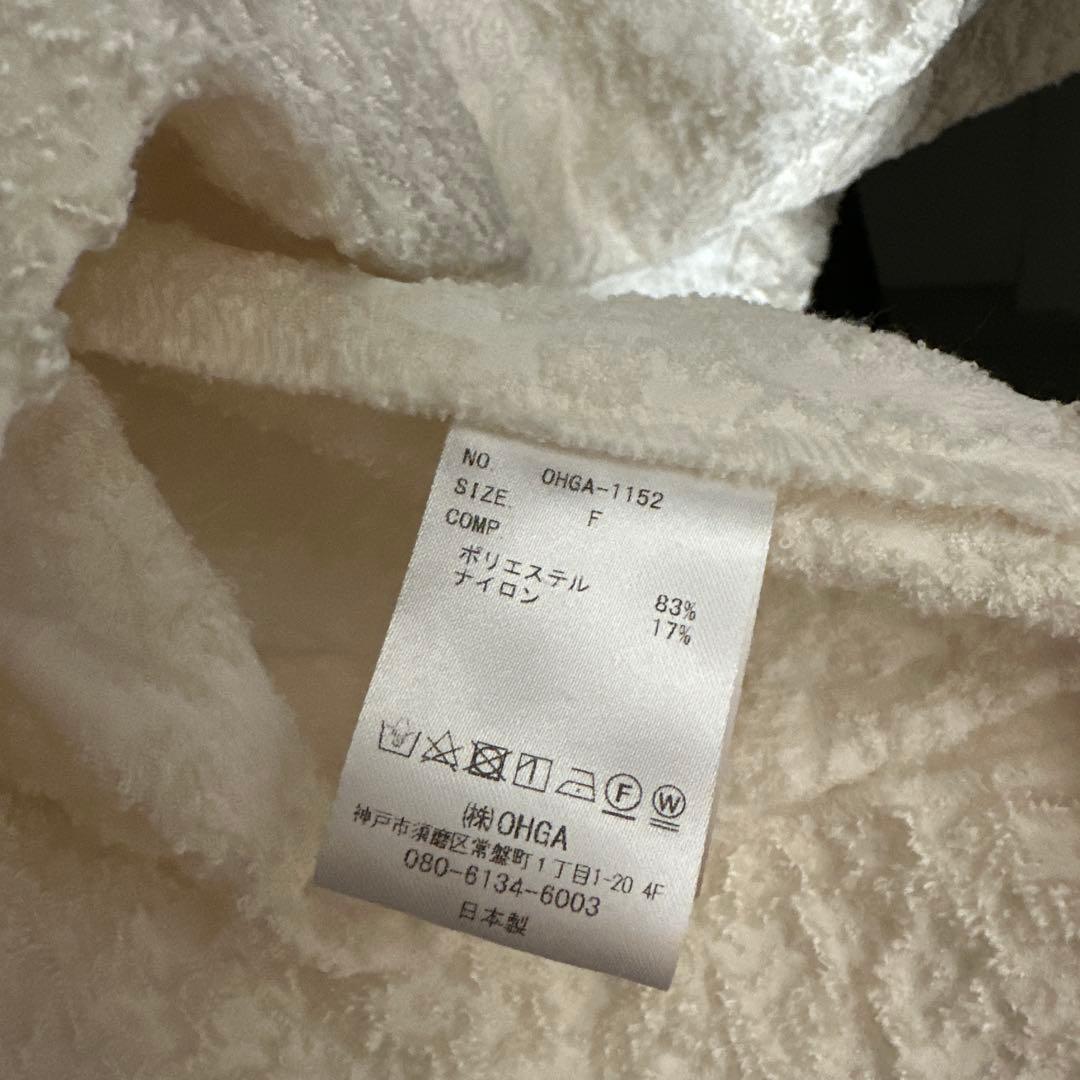 NO. OHGA-1152
SIZE. F
COMP
ポリエステル 83%
ナイロン 17%
F W
(株)OHGA
神戸市須磨区常盤町1丁目1-20 4F
080-6134-6003
日本製